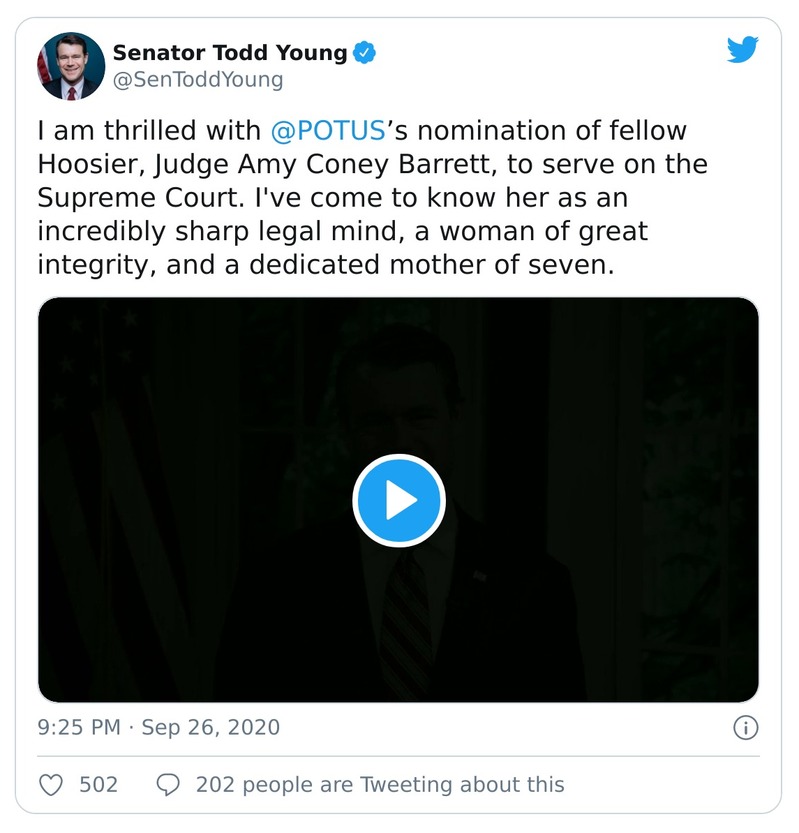 Senator Todd Young
@SenToddYoung
I am thrilled with @POTUS’s nomination of fellow
Hoosier, Judge Amy Coney Barrett, to serve on the
Supreme Court. I've come to know her as an
incredibly sharp legal mind, a woman of great
integrity, and a dedicated mother of seven.
9:25 PM · Sep 26, 2020
502 202 people are Tweeting about this